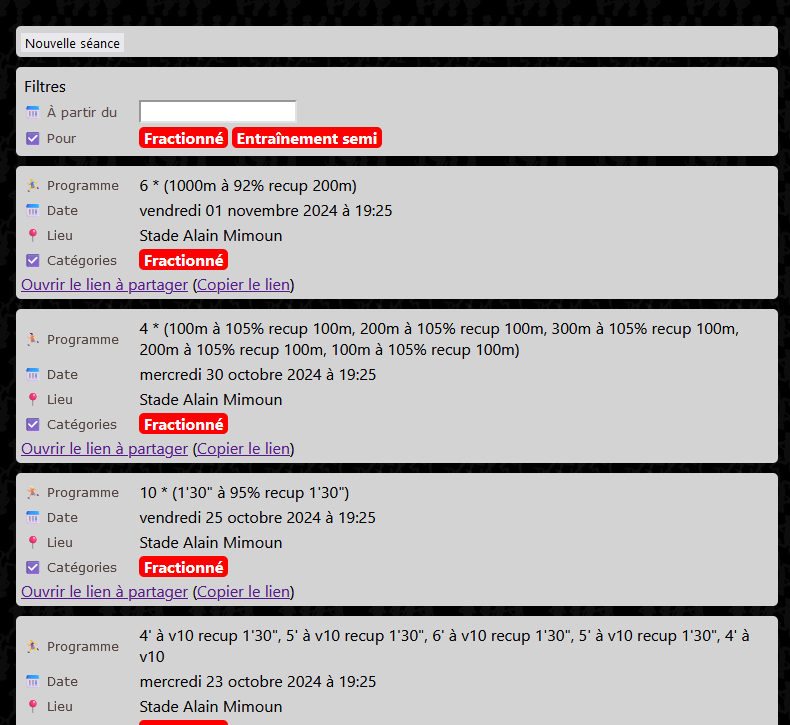 Nouvelle séance
Filtres
À partir du
Pour Fractionné Entraînement semi
Programme 6 * (1000m à 92% recup 200m)
Date vendredi 01 novembre 2024 à 19:25
Lieu Stade Alain Mimoun
Catégories Fractionné
Ouvrir le lien à partager (Copier le lien)
Programme 4 * (100m à 105% recup 100m, 200m à 105% recup 100m, 300m à 105% recup 100m,
200m à 105% recup 100m, 100m à 105% recup 100m)
Date mercredi 30 octobre 2024 à 19:25
Lieu Stade Alain Mimoun
Catégories Fractionné
Ouvrir le lien à partager (Copier le lien)
Programme 10 * (1'30" à 95% recup 1'30")
Date vendredi 25 octobre 2024 à 19:25
Lieu Stade Alain Mimoun
Catégories Fractionné
Ouvrir le lien à partager (Copier le lien)
Programme 4' à v10 recup 1'30", 5' à v10 recup 1'30", 6' à v10 recup 1'30", 5' à v10 recup 1'30", 4' à
v10
Date mercredi 23 octobre 2024 à 19:25
Lieu Stade Alain Mimoun